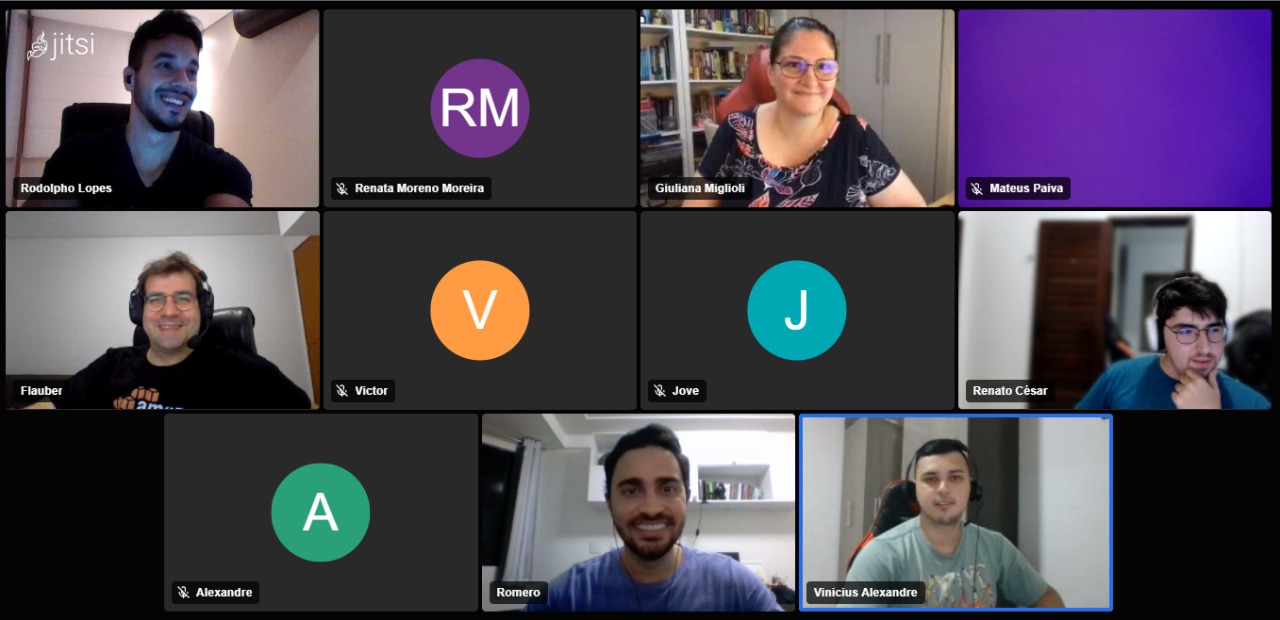 jitsi
Rodolpho Lopes
RM
Renata Moreno Moreira
Giuliana Miglioli
Mateus Paiva
Flauber
V
Victor
J
Jove
Renato César
A
Alexandre
Romero
Vinicius Alexandre